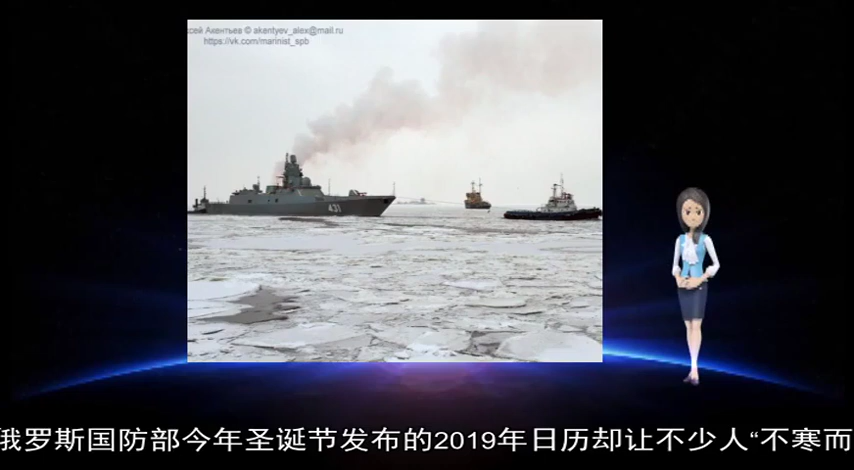 ксей Акентьев © akentyev_alex@mail.ru
https://vk.com/marinist_spb
431
俄罗斯国防部今年圣诞节发布的2019年日历却让不少人“不寒而